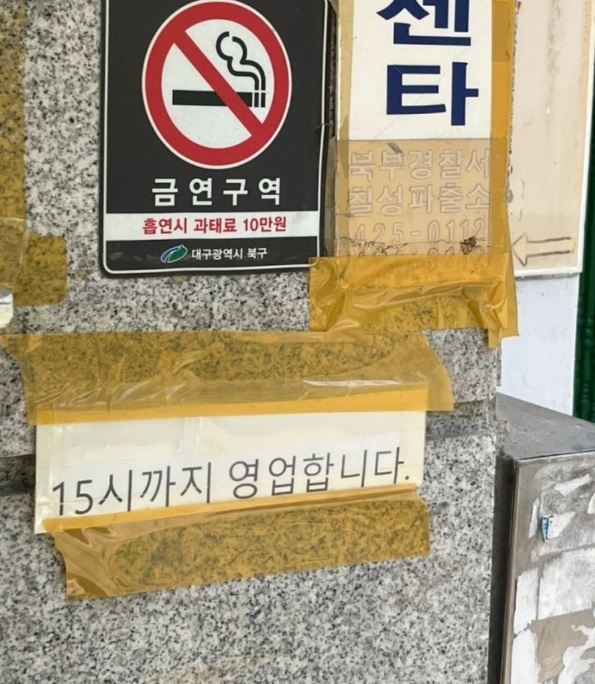 금연구역
흡연시 과태료 10만원
대구광역시 북구
센
타
북부경찰서
칠성파출소
425-0112
15시까지 영업합니다.